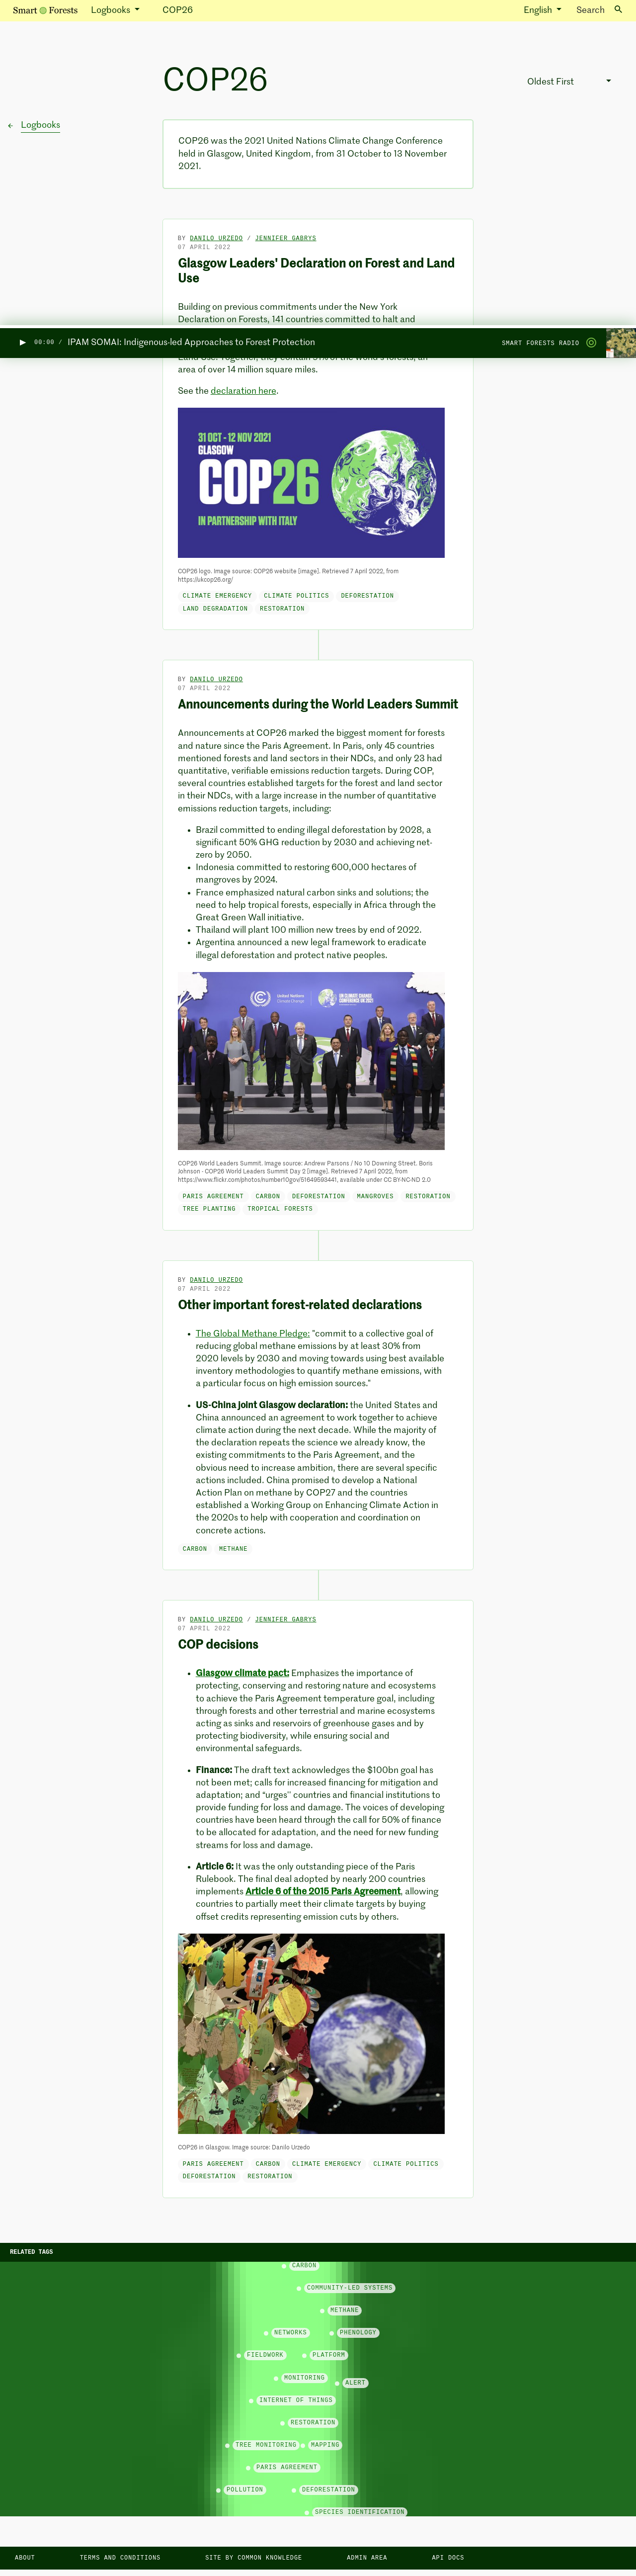 Smart Forests Logbooks COP26 English Search
COP26
Oldest First
Logbooks
COP26 was the 2021 United Nations Climate Change Conference
held in Glasgow, United Kingdom, from 31 October to 13 November
2021.
BY DANILO URZEDO / JENNIFER GABRYS
07 APRIL 2022
Glasgow Leaders' Declaration on Forest and Land
Use
Building on previous commitments under the New York
Declaration on Forests, 141 countries committed to halt and
00:00 / IPAM SOMAI: Indigenous-led Approaches to Forest Protection SMART FORESTS RADIO
area of over 14 million square miles.
See the declaration here.
31 OCT - 12 NOV 2021
GLASGOW
COP26
IN PARTNERSHIP WITH ITALY
COP26 logo. Image source: COP26 website [image]. Retrieved 7 April 2022, from
https://ukcop26.org/
CLIMATE EMERGENCY CLIMATE POLITICS DEFORESTATION
LAND DEGRADATION RESTORATION
BY DANILO URZEDO
07 APRIL 2022
Announcements during the World Leaders Summit
Announcements at COP26 marked the biggest moment for forests
and nature since the Paris Agreement. In Paris, only 45 countries
mentioned forests and land sectors in their NDCs, and only 23 had
quantitative, verifiable emissions reduction targets. During COP,
several countries established targets for the forest and land sector
in their NDCs, with a large increase in the number of quantitative
emissions reduction targets, including:
• Brazil committed to ending illegal deforestation by 2028, a
significant 50% GHG reduction by 2030 and achieving net-
zero by 2050.
• Indonesia committed to restoring 600,000 hectares of
mangroves by 2024.
• France emphasized natural carbon sinks and solutions; the
need to help tropical forests, especially in Africa through the
Great Green Wall initiative.
• Thailand will plant 100 million new trees by end of 2022.
• Argentina announced a new legal framework to eradicate
illegal deforestation and protect native peoples.
United Nations
Climate Change
UN CLIMATE CHANGE
CONFERENCE UK 2021
COP26 World Leaders Summit. Image source: Andrew Parsons / No 10 Downing Street. Boris
Johnson - COP26 World Leaders Summit Day 2 [image]. Retrieved 7 April 2022, from
https://www.flickr.com/photos/number10gov/51649593441, available under CC BY-NC-ND 2.0
PARIS AGREEMENT CARBON DEFORESTATION MANGROVES RESTORATION
TREE PLANTING TROPICAL FORESTS
BY DANILO URZEDO
07 APRIL 2022
Other important forest-related declarations
• The Global Methane Pledge: "commit to a collective goal of
reducing global methane emissions by at least 30% from
2020 levels by 2030 and moving towards using best available
inventory methodologies to quantify methane emissions, with
a particular focus on high emission sources."
• US-China joint Glasgow declaration: the United States and
China announced an agreement to work together to achieve
climate action during the next decade. While the majority of
the declaration repeats the science we already know, the
existing commitments to the Paris Agreement, and the
obvious need to increase ambition, there are several specific
actions included. China promised to develop a National
Action Plan on methane by COP27 and the countries
established a Working Group on Enhancing Climate Action in
the 2020s to help with cooperation and coordination on
concrete actions.
CARBON METHANE
BY DANILO URZEDO / JENNIFER GABRYS
07 APRIL 2022
COP decisions
• Glasgow climate pact: Emphasizes the importance of
protecting, conserving and restoring nature and ecosystems
to achieve the Paris Agreement temperature goal, including
through forests and other terrestrial and marine ecosystems
acting as sinks and reservoirs of greenhouse gases and by
protecting biodiversity, while ensuring social and
environmental safeguards.
• Finance: The draft text acknowledges the $100bn goal has
not been met; calls for increased financing for mitigation and
adaptation; and "urges" countries and financial institutions to
provide funding for loss and damage. The voices of developing
countries have been heard through the call for 50% of finance
to be allocated for adaptation, and the need for new funding
streams for loss and damage.
• Article 6: It was the only outstanding piece of the Paris
Rulebook. The final deal adopted by nearly 200 countries
implements Article 6 of the 2015 Paris Agreement, allowing
countries to partially meet their climate targets by buying
offset credits representing emission cuts by others.
COP26 in Glasgow. Image source: Danilo Urzedo
PARIS AGREEMENT CARBON CLIMATE EMERGENCY CLIMATE POLITICS
DEFORESTATION RESTORATION
RELATED TAGS
CARBON
COMMUNITY-LED SYSTEMS
METHANE
NETWORKS PHENOLOGY
FIELDWORK PLATFORM
MONITORING ALERT
INTERNET OF THINGS
RESTORATION
TREE MONITORING MAPPING
PARIS AGREEMENT
POLLUTION DEFORESTATION
SPECIES IDENTIFICATION
ABOUT TERMS AND CONDITIONS SITE BY COMMON KNOWLEDGE ADMIN AREA API DOCS